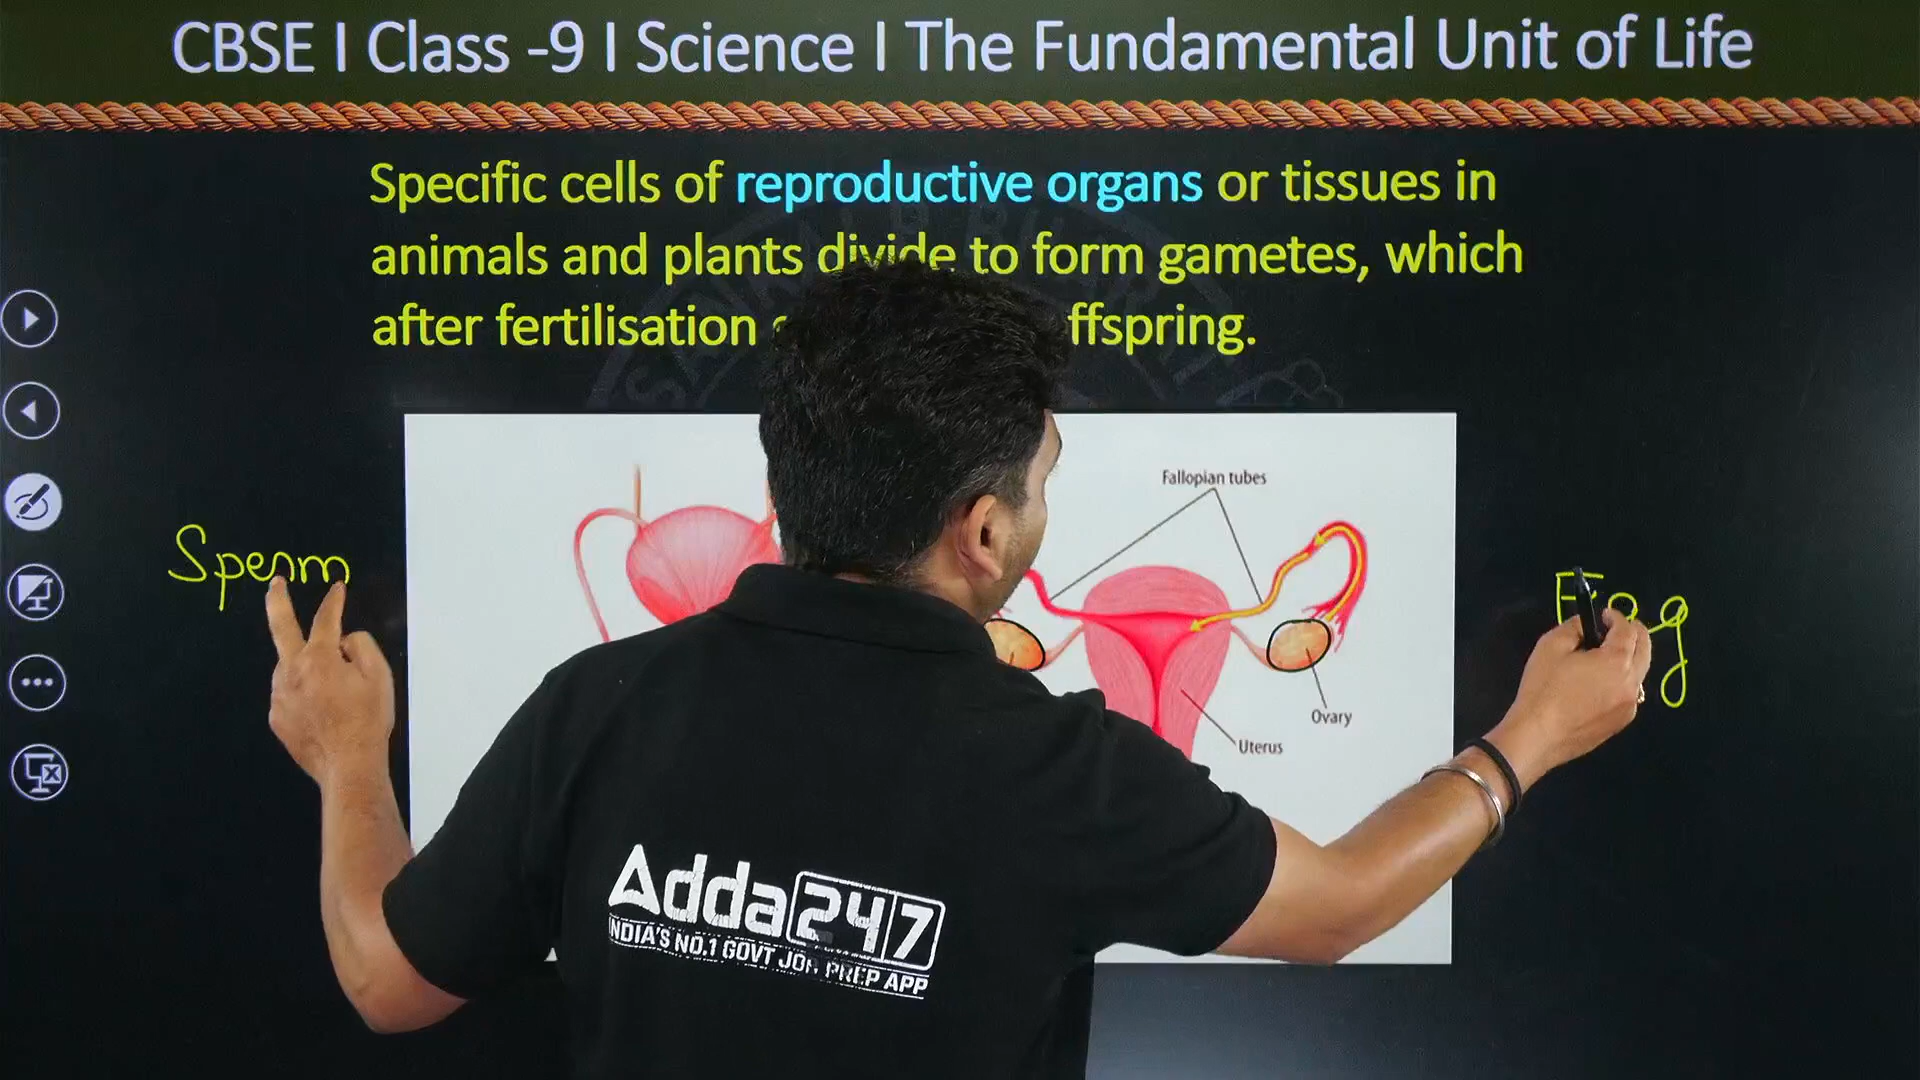 CBSE I Class -9 I Science I The Fundamental Unit of Life
Specific cells of reproductive organs or tissues in
animals and plants divide to form gametes, which
after fertilisation ffspring.
Fallopian tubes
Sperm
Egg
Ovary
Uterus
Adda247
INDIA'S NO.1 GOVT JOB PREP APP